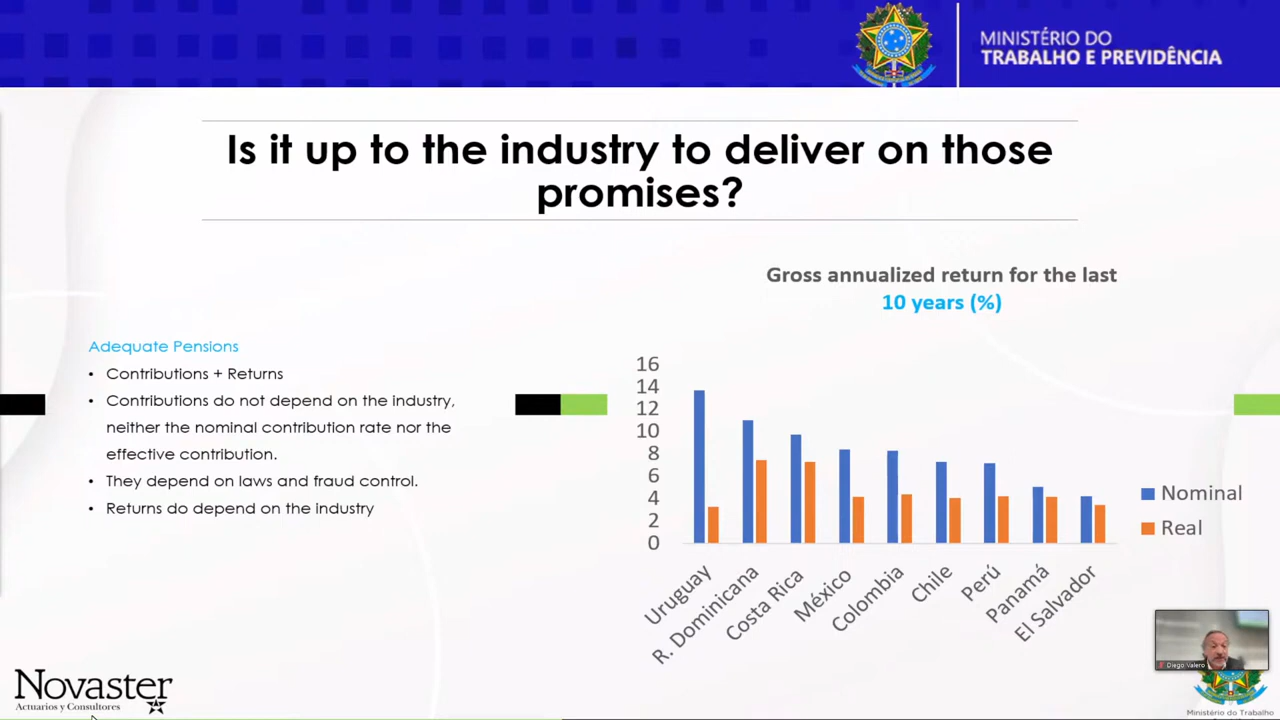 MINISTÉRIO DO
TRABALHO E PREVIDÊNCIA
Is it up to the industry to deliver on those
promises?
Adequate Pensions
• Contributions + Returns
• Contributions do not depend on the industry,
neither the nominal contribution rate nor the
effective contribution.
• They depend on laws and fraud control.
• Returns do depend on the industry
Gross annualized return for the last
10 years (%)
16
14
12
10
8
6
4
2
0
Uruguay
R. Dominicana
Costa Rica
México
Colombia
Chile
Perú
Panamá
El Salvador
Nominal
Real
Diego Valero
Novaster
Actuarios y Consultores
Ministério do Trabalho